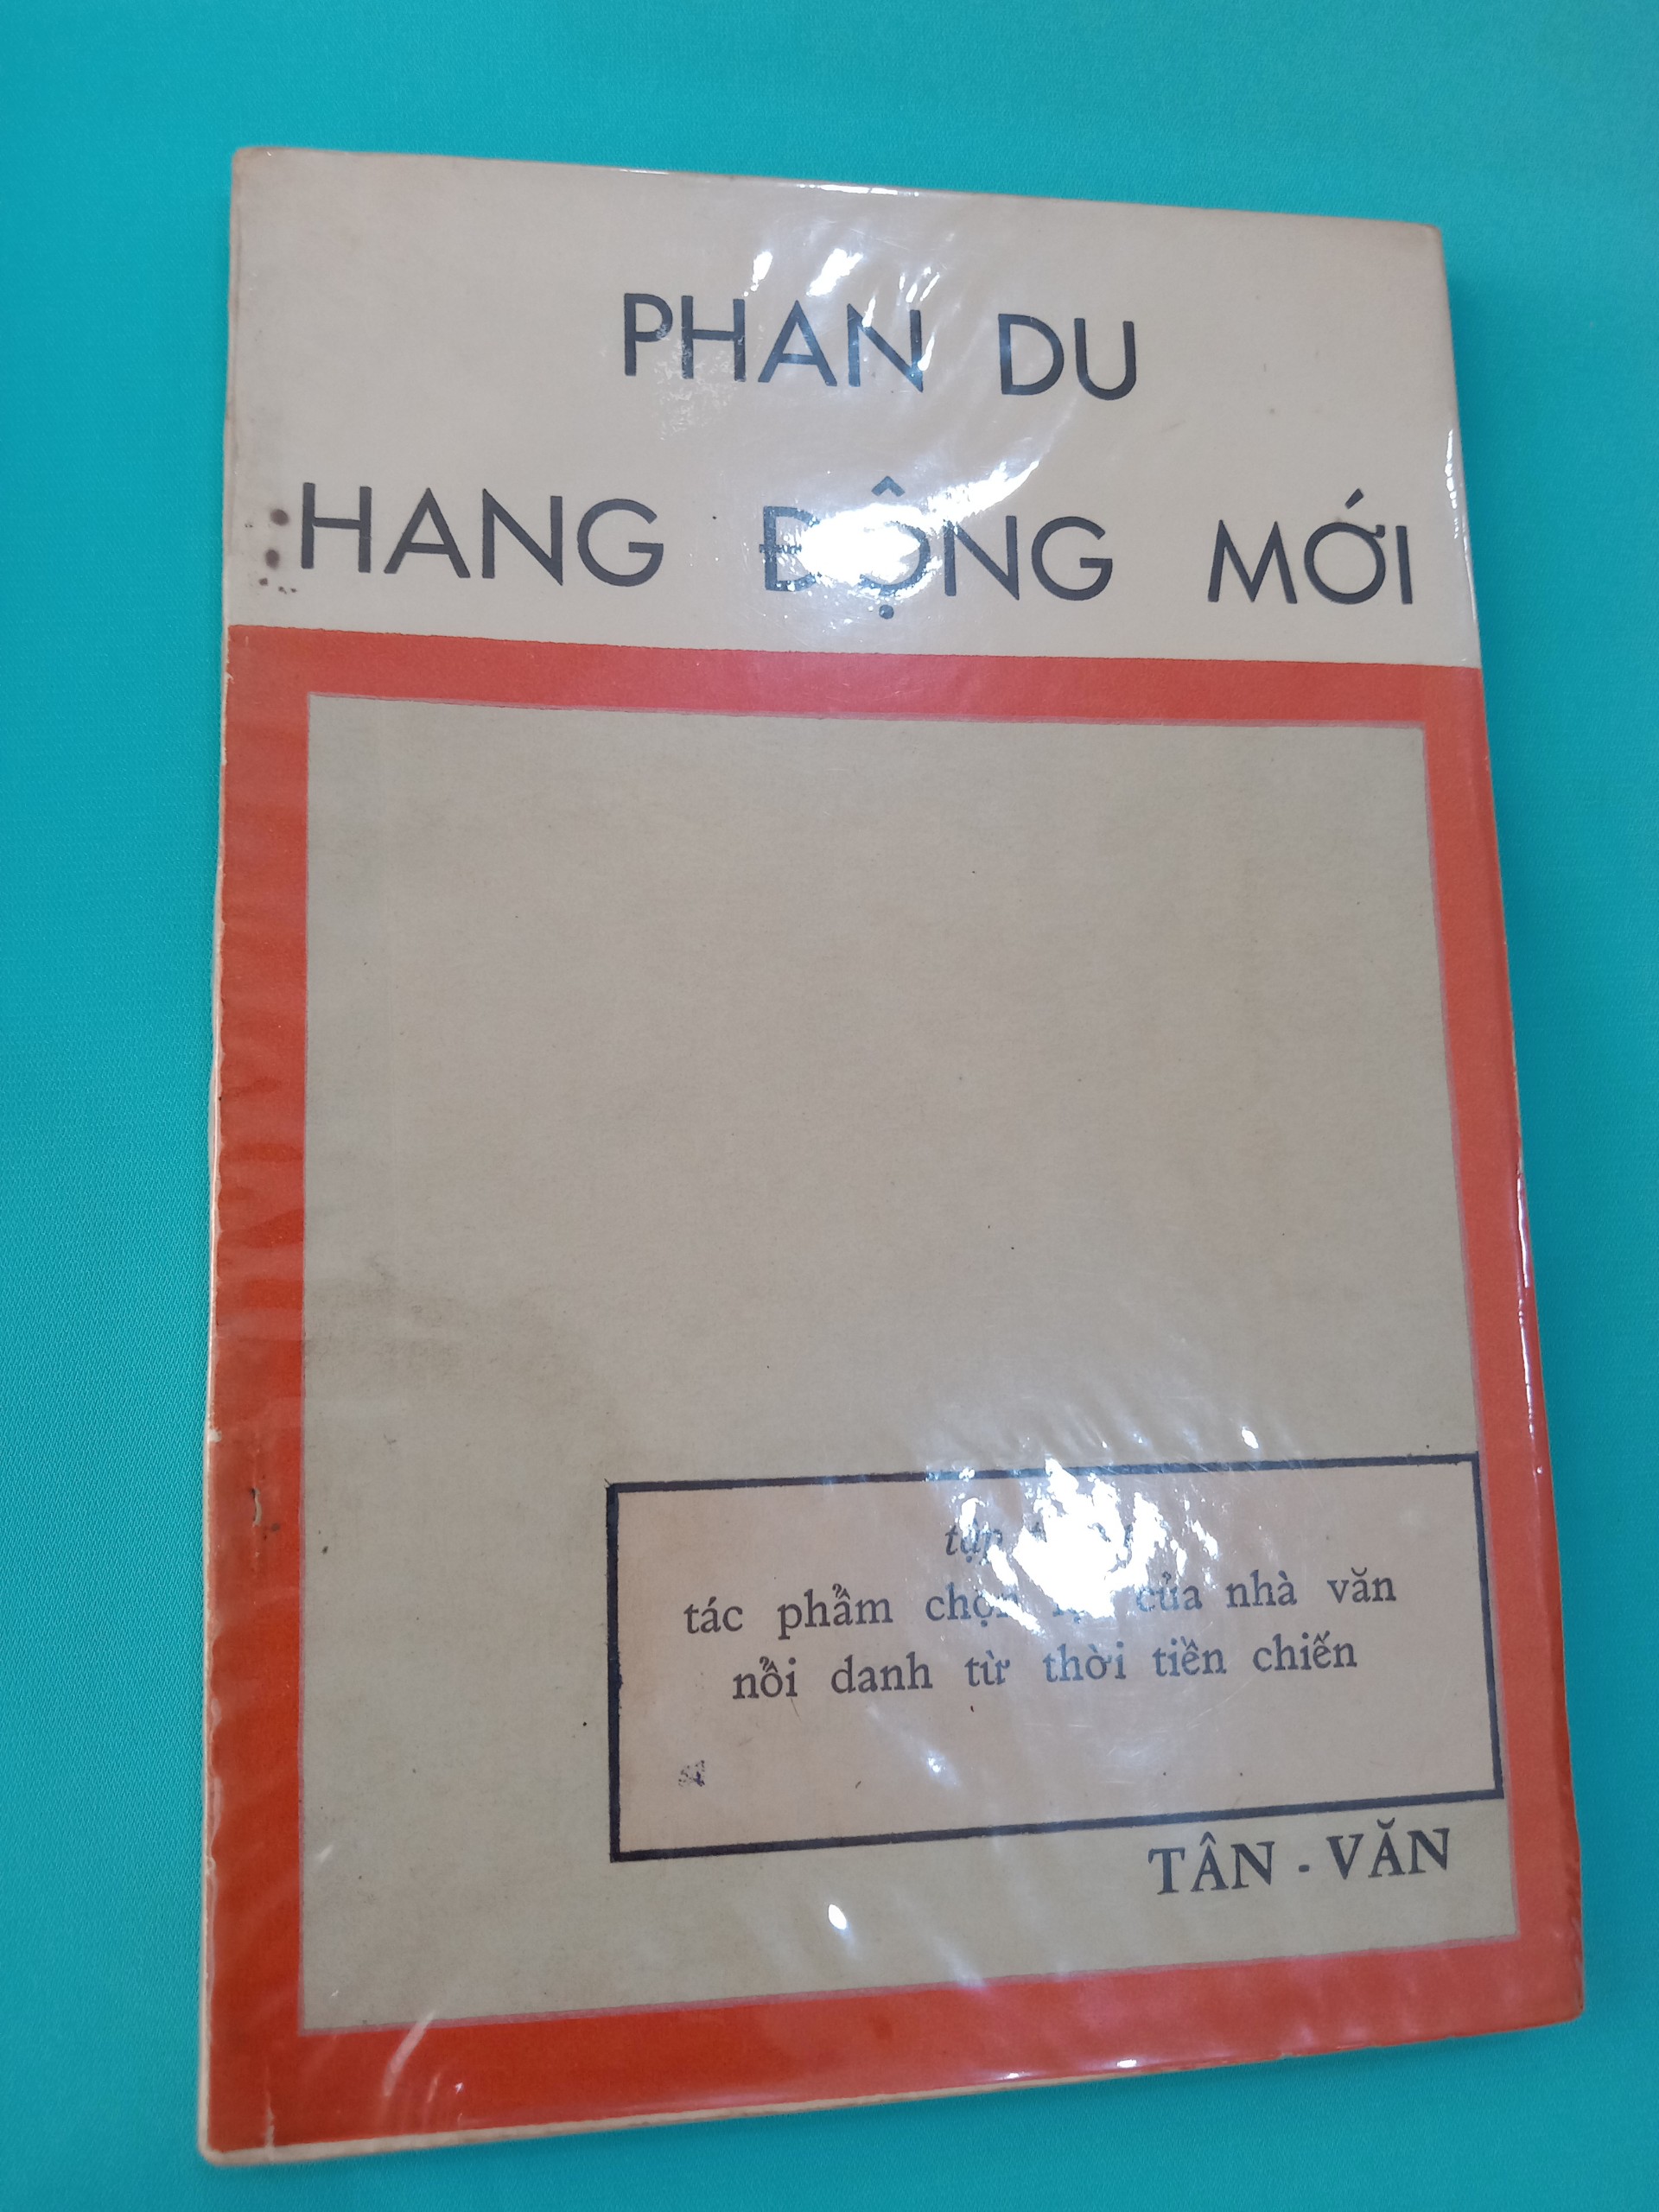 PHAN DU
HANG ĐỘNG MỚI
tập
tác phẩm chọn của nhà văn
nổi danh từ thời tiền chiến
TÂN - VĂN